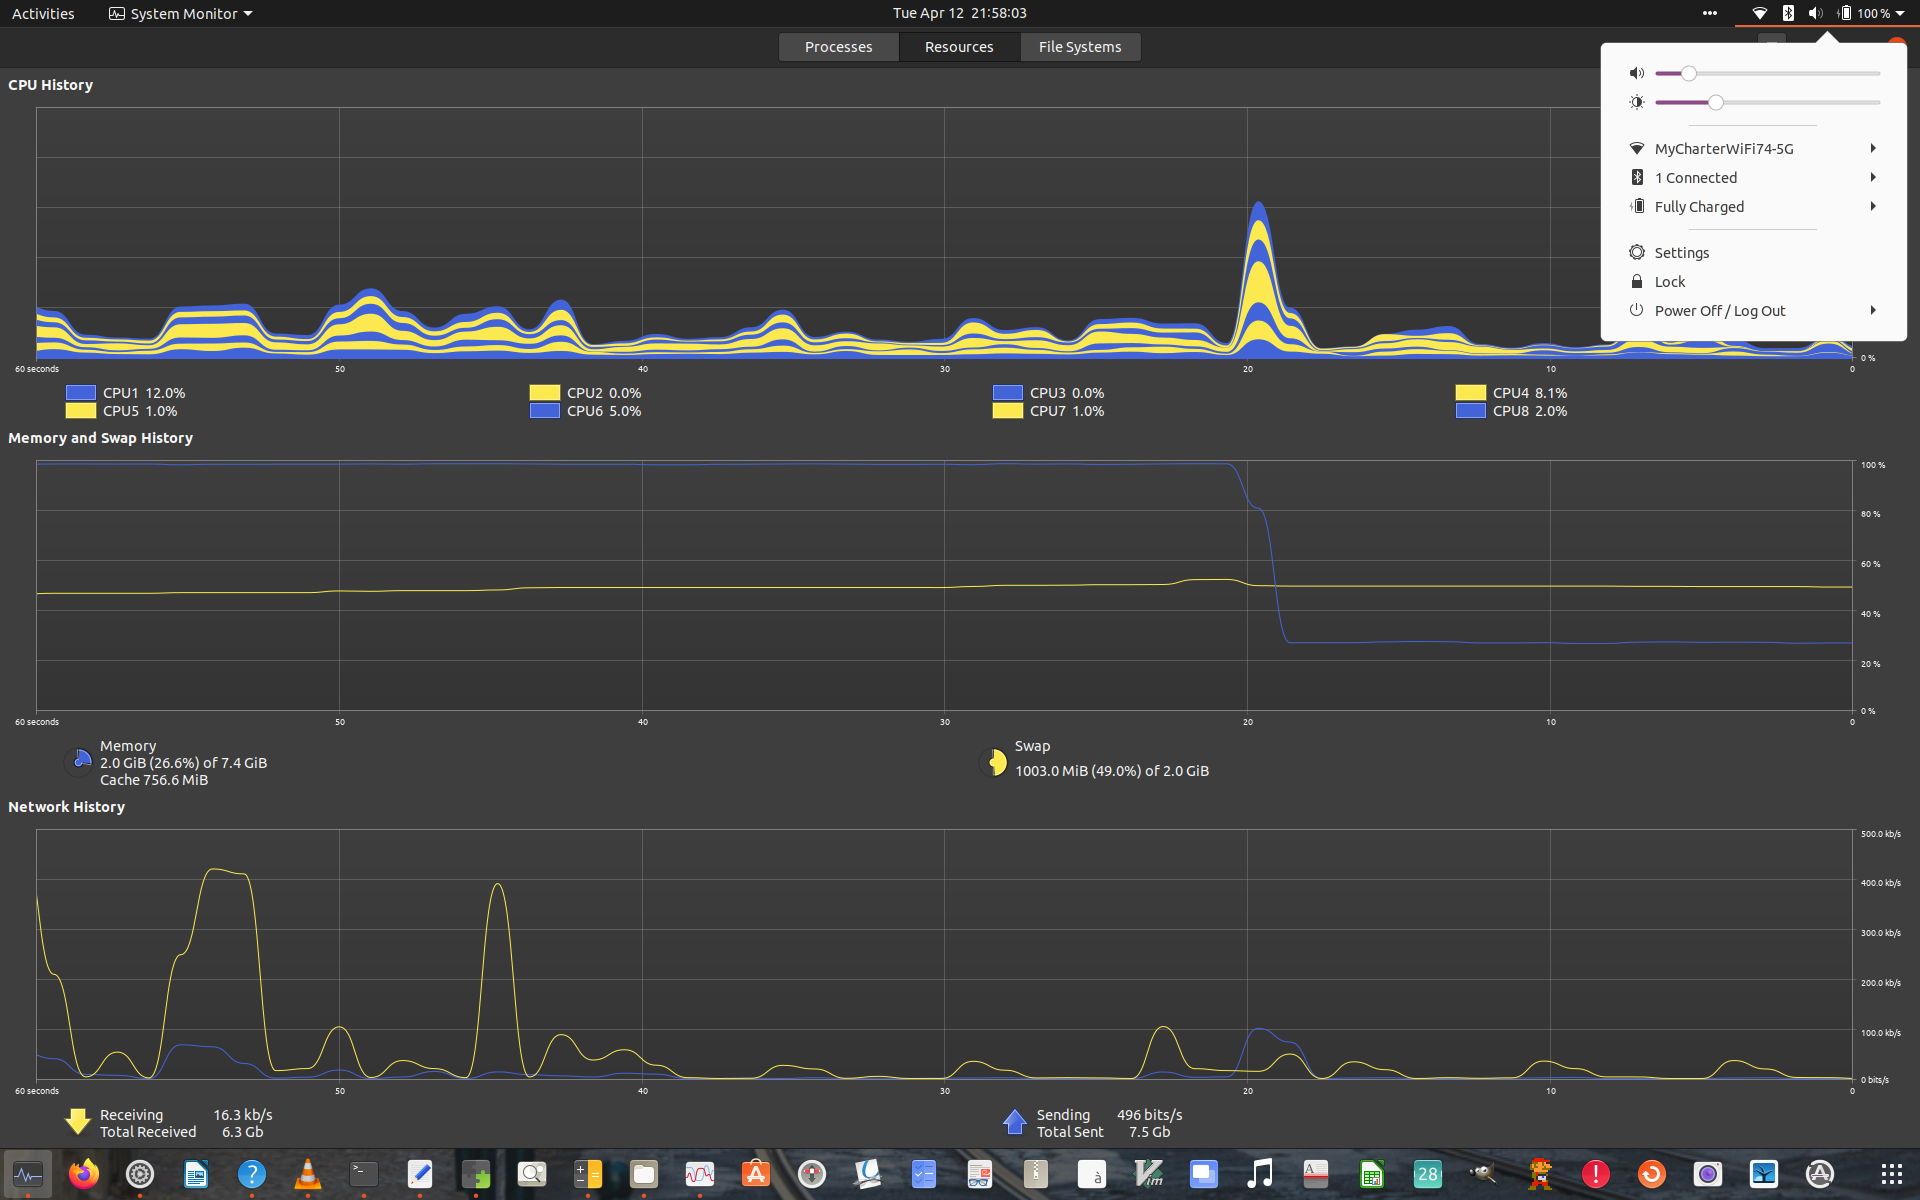 Activities System Monitor Tue Apr 12 21:58:03 100 %
Processes Resources File Systems
CPU History
MyCharterWiFi74-5G
1 Connected
Fully Charged
Settings
Lock
Power Off / Log Out
0 %
60 seconds 50 40 30 20 10 0
CPU1 12.0% CPU2 0.0% CPU3 0.0% CPU4 8.1%
CPU5 1.0% CPU6 5.0% CPU7 1.0% CPU8 2.0%
Memory and Swap History
100 %
80 %
60 %
40 %
20 %
0 %
60 seconds 50 40 30 20 10 0
Memory
2.0 GiB (26.6%) of 7.4 GiB
Cache 756.6 MiB
Swap
1003.0 MiB (49.0%) of 2.0 GiB
Network History
500.0 kb/s
400.0 kb/s
300.0 kb/s
200.0 kb/s
100.0 kb/s
0 bits/s
60 seconds 50 40 30 20 10 0
Receiving 16.3 kb/s
Total Received 6.3 Gb
Sending 496 bits/s
Total Sent 7.5 Gb
? >_ A à Vim A 28 !